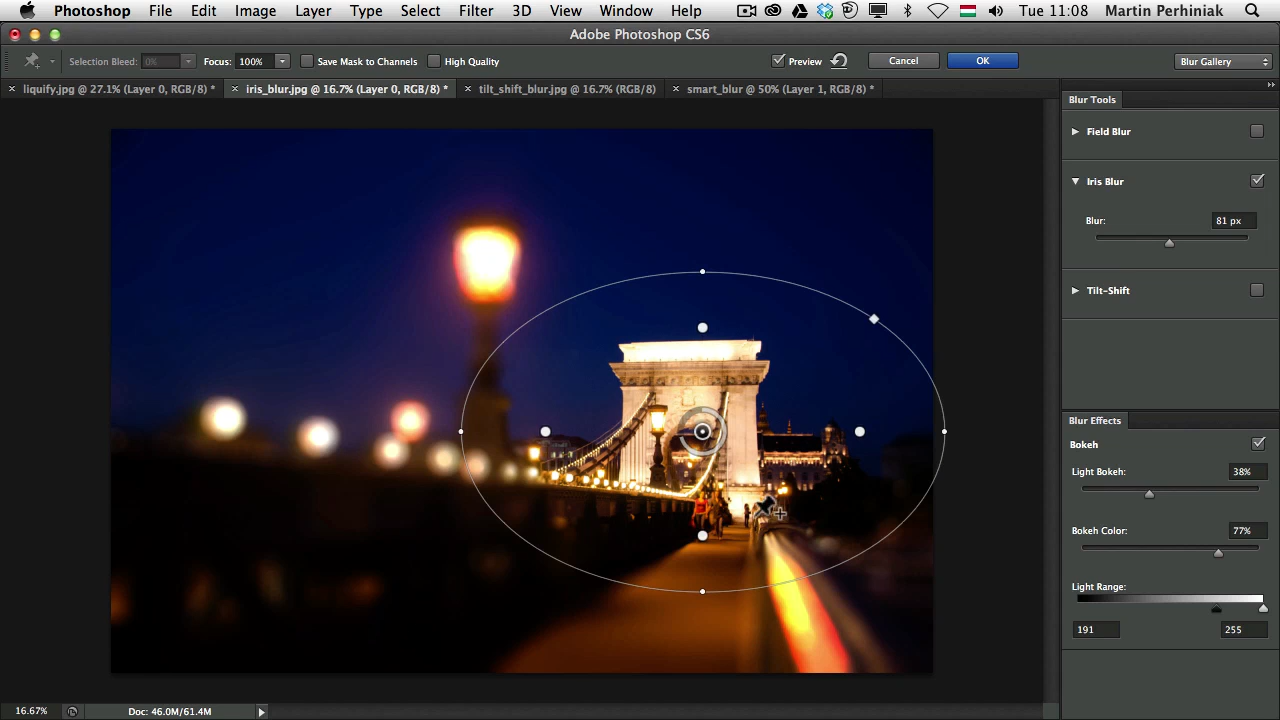 Photoshop File Edit Image Layer Type Select Filter 3D View Window Help Tue 11:08 Martin Perhiniak
Adobe Photoshop CS6
Selection Bleed: 0% Focus: 100% Save Mask to Channels High Quality Preview Cancel OK Blur Gallery
liquify.jpg @ 27.1% (Layer 0, RGB/8) * iris_blur.jpg @ 16.7% (Layer 0, RGB/8) * tilt_shift_blur.jpg @ 16.7% (RGB) smart_blur @ 50% (Layer 1, RGB/8) *
Blur Tools
Field Blur
Iris Blur
Blur: 81 px
Tilt-Shift
Blur Effects
Bokeh
Light Bokeh: 38%
Bokeh Color: 77%
Light Range:
191 255
16.67% Doc: 46.0M/61.4M